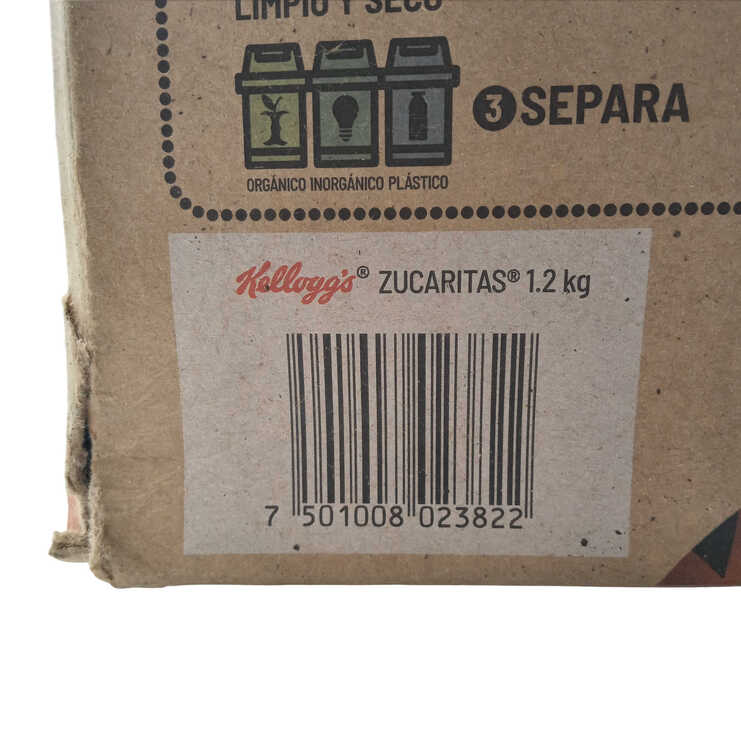 LIMPIO Y SECO
3 SEPARA
ORGÁNICO INORGÁNICO PLÁSTICO
Kellogg's® ZUCARITAS® 1.2 kg
7 501008 023822